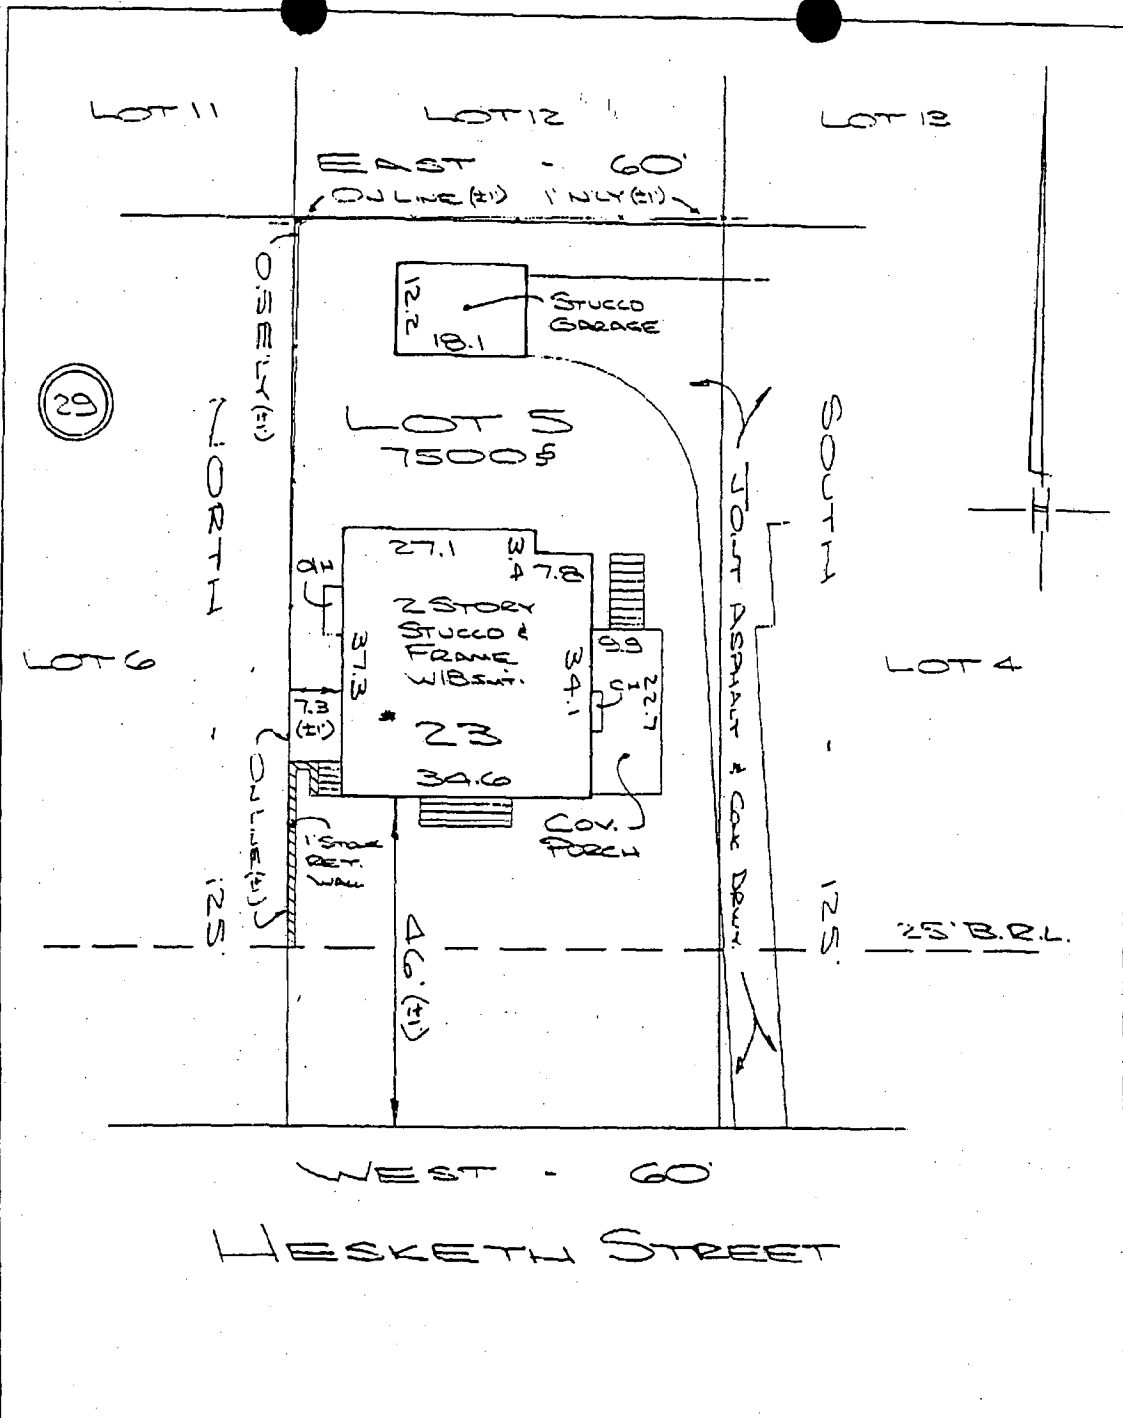 LOT 11
LOT 12
LOT 13
EAST - 60'
ON LINE (±1') 1' NLY (±1')
0.5 ELY (±1')
12.2
18.1
STUCCO
GARAGE
29
LOT 5
7500
NORTH - 125'
SOUTH - 125'
JOINT ASPHALT & CONC DRWY.
27.1
3.4
7.8
2 STORY
STUCCO &
FRAME
W/BSMT.
37.3
34.1
9.9
22.7
CH
CH
LOT 6
LOT 4
7.3
(±1')
# 23
34.6
ON LINE (±1')
1' STONE
RET.
WALL
COV.
PORCH
46' (±1')
25' B.R.L.
WEST - 60'
HESKETH STREET